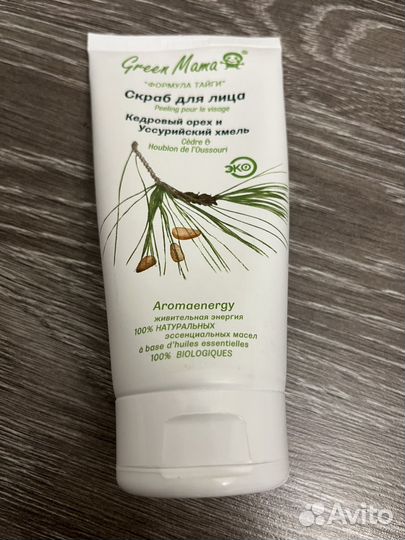 Green Mama
"ФОРМУЛА ТАЙГИ"
Скраб для лица
Peeling pour le visage
Кедровый орех и
Уссурийский хмель
Cèdre &
Houblon de l'Oussouri
ЭКО
Aromaenergy
живительная энергия
100% НАТУРАЛЬНЫХ
эссенциальных масел
à base d'huiles essentielles
100% BIOLOGIQUES
Avito